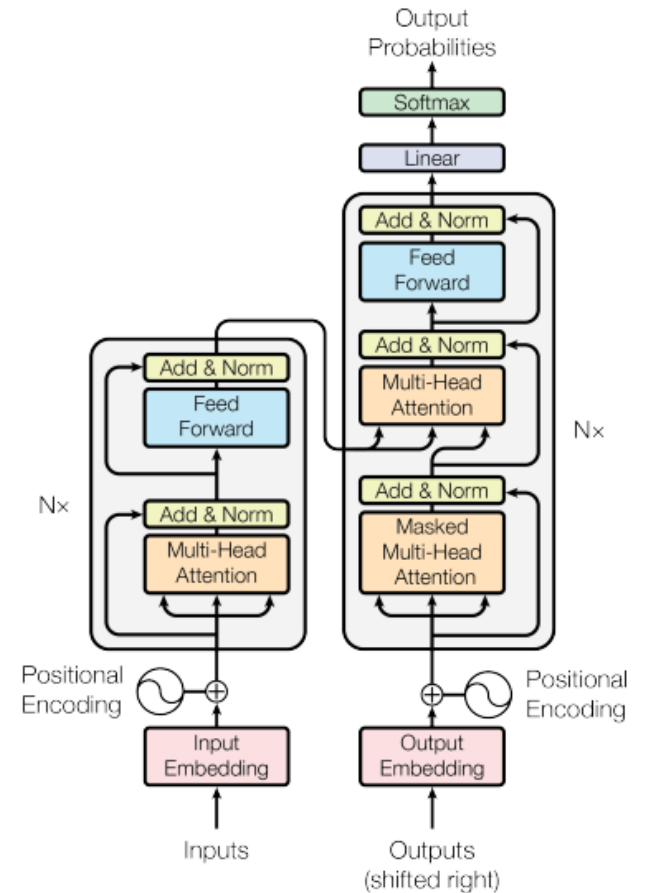 Output
Probabilities
Softmax
Linear
Add & Norm
Feed
Forward
Add & Norm
Multi-Head
Attention
Nx
Add & Norm
Masked
Multi-Head
Attention
Add & Norm
Feed
Forward
Nx
Add & Norm
Multi-Head
Attention
Positional
Encoding
Positional
Encoding
Input
Embedding
Output
Embedding
Inputs
Outputs
(shifted right)